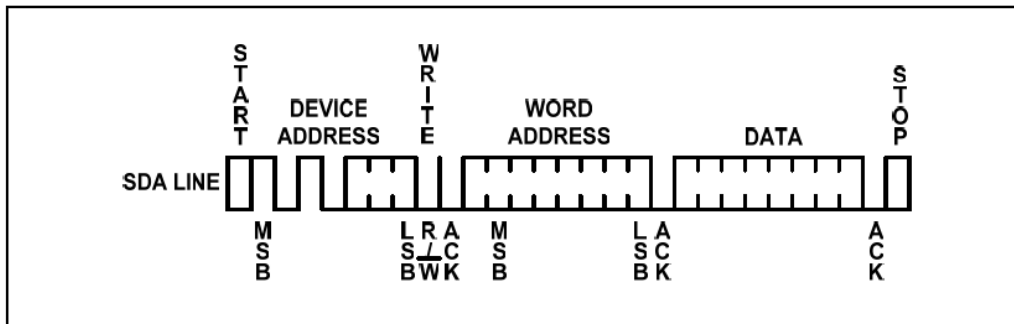 START
WRITE
STOP
DEVICE
ADDRESS
WORD
ADDRESS
DATA
SDA LINE
MSB
LSB
R/W
ACK
MSB
LSB
ACK
ACK